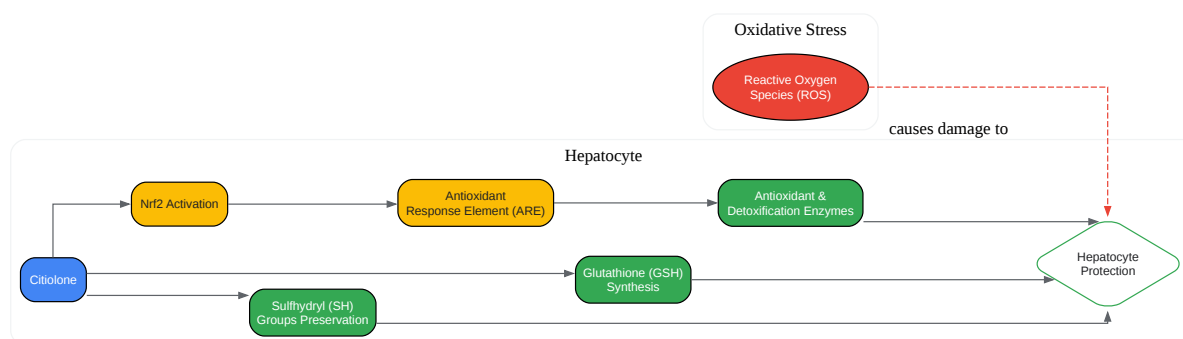 Oxidative Stress
Reactive Oxygen
Species (ROS)
causes damage to
Hepatocyte
Nrf2 Activation
Antioxidant
Response Element (ARE)
Antioxidant &
Detoxification Enzymes
Citiolone
Glutathione (GSH)
Synthesis
Sulfhydryl (SH)
Groups Preservation
Hepatocyte
Protection